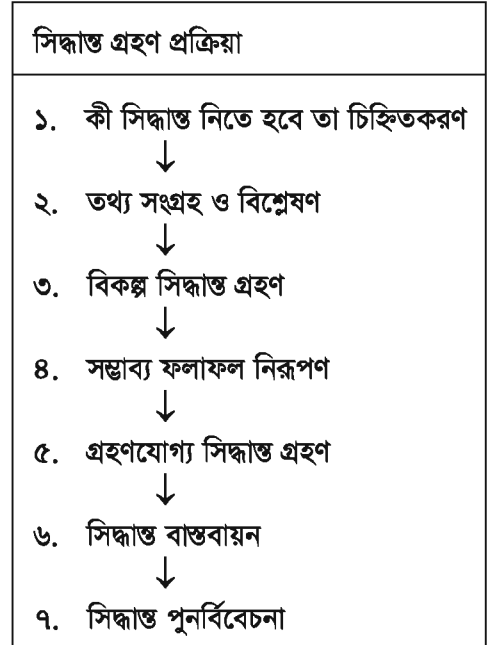 সিদ্ধান্ত গ্রহণ প্রক্রিয়া
১. কী সিদ্ধান্ত নিতে হবে তা চিহ্নিতকরণ
↓
২. তথ্য সংগ্রহ ও বিশ্লেষণ
↓
৩. বিকল্প সিদ্ধান্ত গ্রহণ
↓
৪. সম্ভাব্য ফলাফল নিরূপণ
↓
৫. গ্রহণযোগ্য সিদ্ধান্ত গ্রহণ
↓
৬. সিদ্ধান্ত বাস্তবায়ন
↓
৭. সিদ্ধান্ত পুনর্বিবেচনা